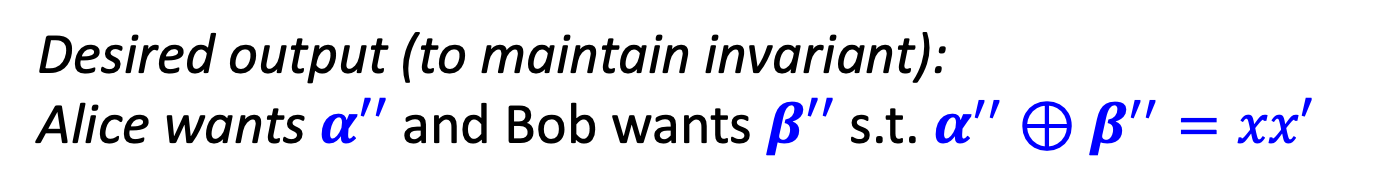 Desired output (to maintain invariant):
Alice wants α′′ and Bob wants β′′ s.t. α′′ ⊕ β′′ = xx′